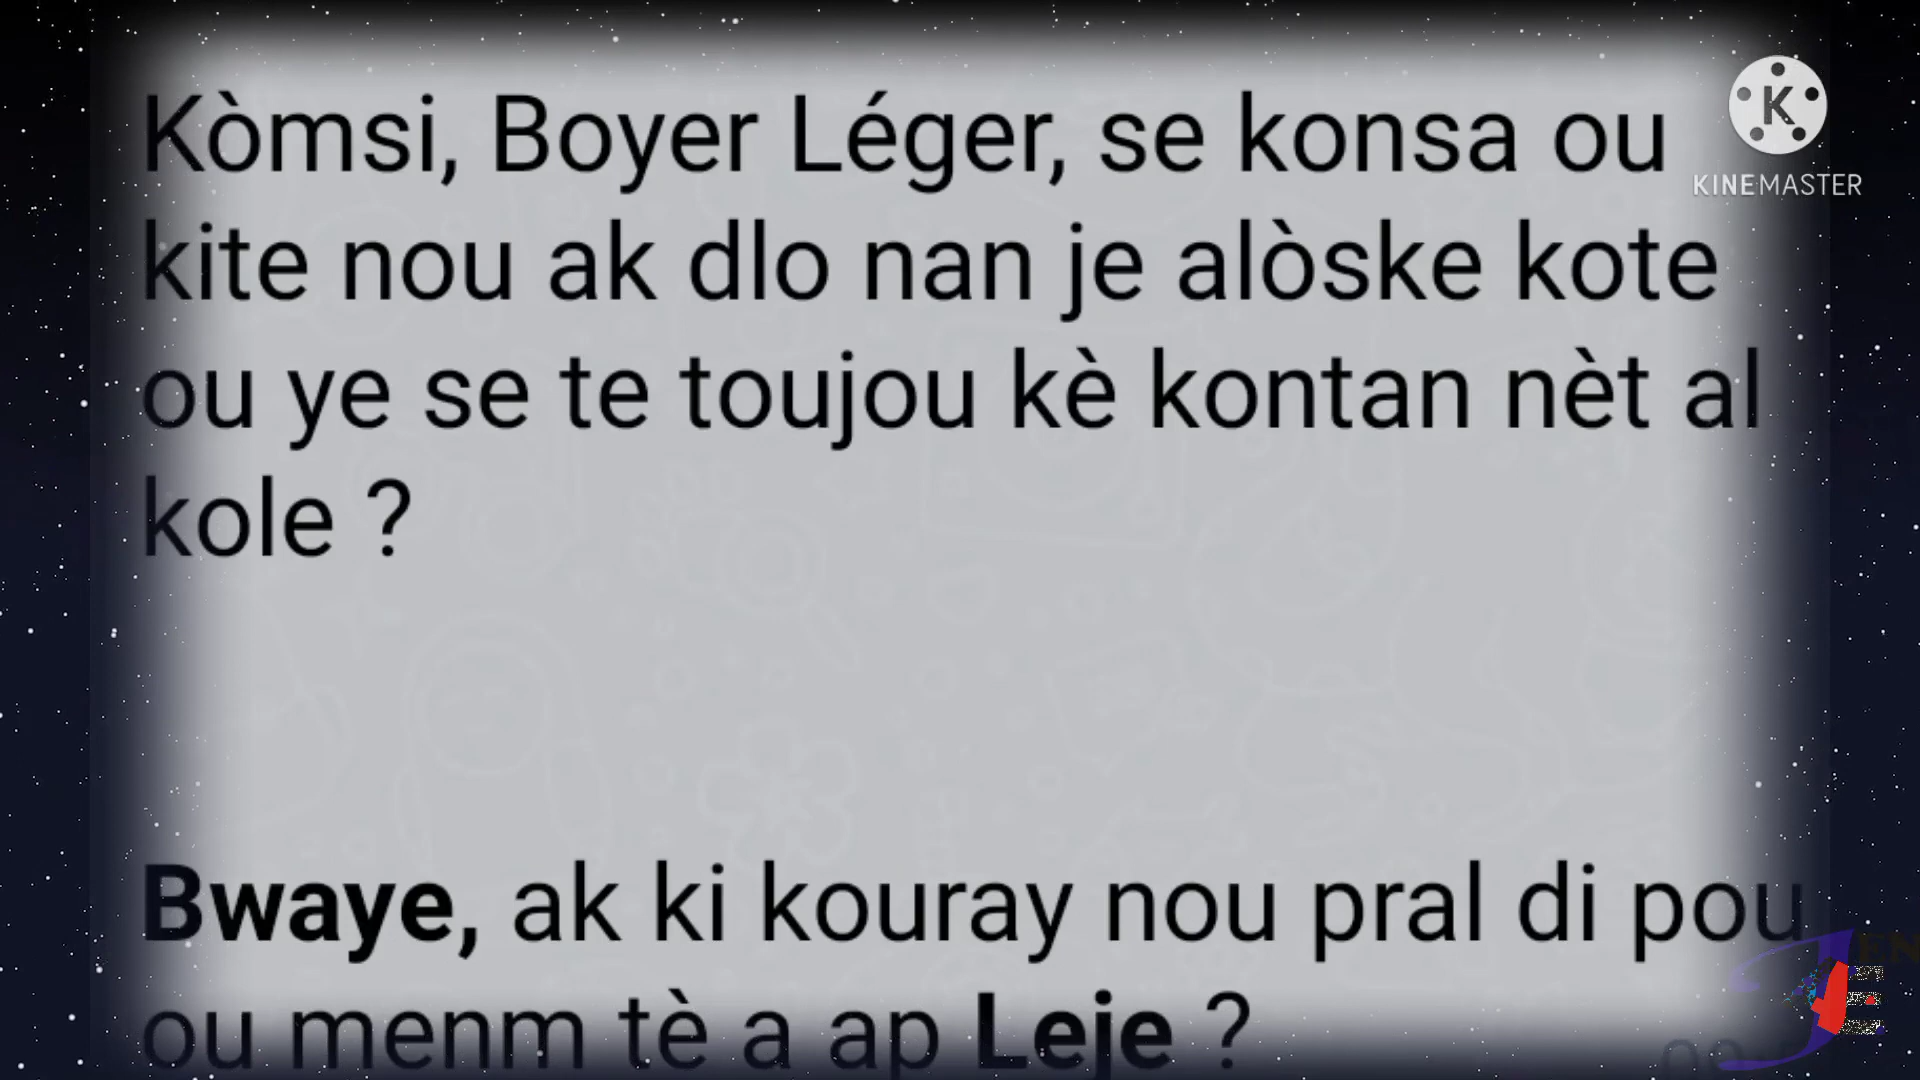 Kòmsi, Boyer Léger, se konsa ou
kite nou ak dlo nan je alòske kote
ou ye se te toujou kè kontan nèt al
kole ?
Bwaye, ak ki kouray nou pral di pou
ou menm tè a ap Leje ?
KINEMASTER